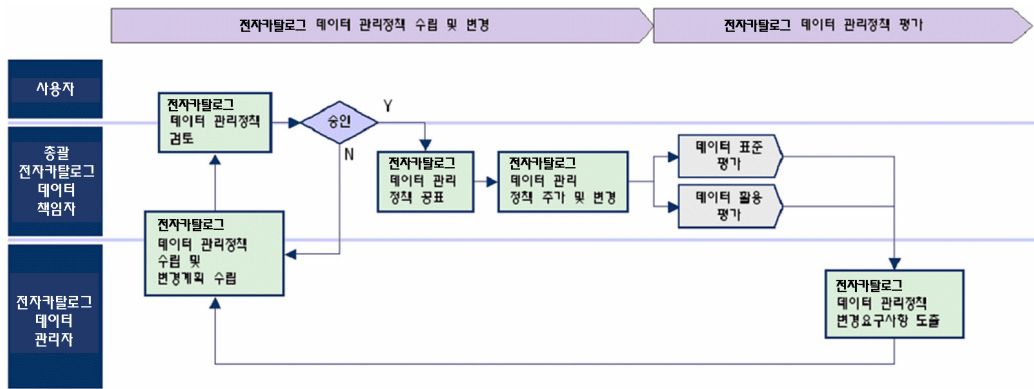 전자카탈로그 데이터 관리정책 수립 및 변경
전자카탈로그 데이터 관리정책 평가
사용자
전자카탈로그
데이터 관리정책
검토
승인
Y
N
총괄
전자카탈로그
데이터
책임자
전자카탈로그
데이터 관리
정책 공표
전자카탈로그
데이터 관리
정책 추가 및 변경
데이터 표준
평가
데이터 활용
평가
전자카탈로그
데이터 관리정책
수립 및
변경계획 수립
전자카탈로그
데이터
관리자
전자카탈로그
데이터 관리정책
변경요구사항 도출